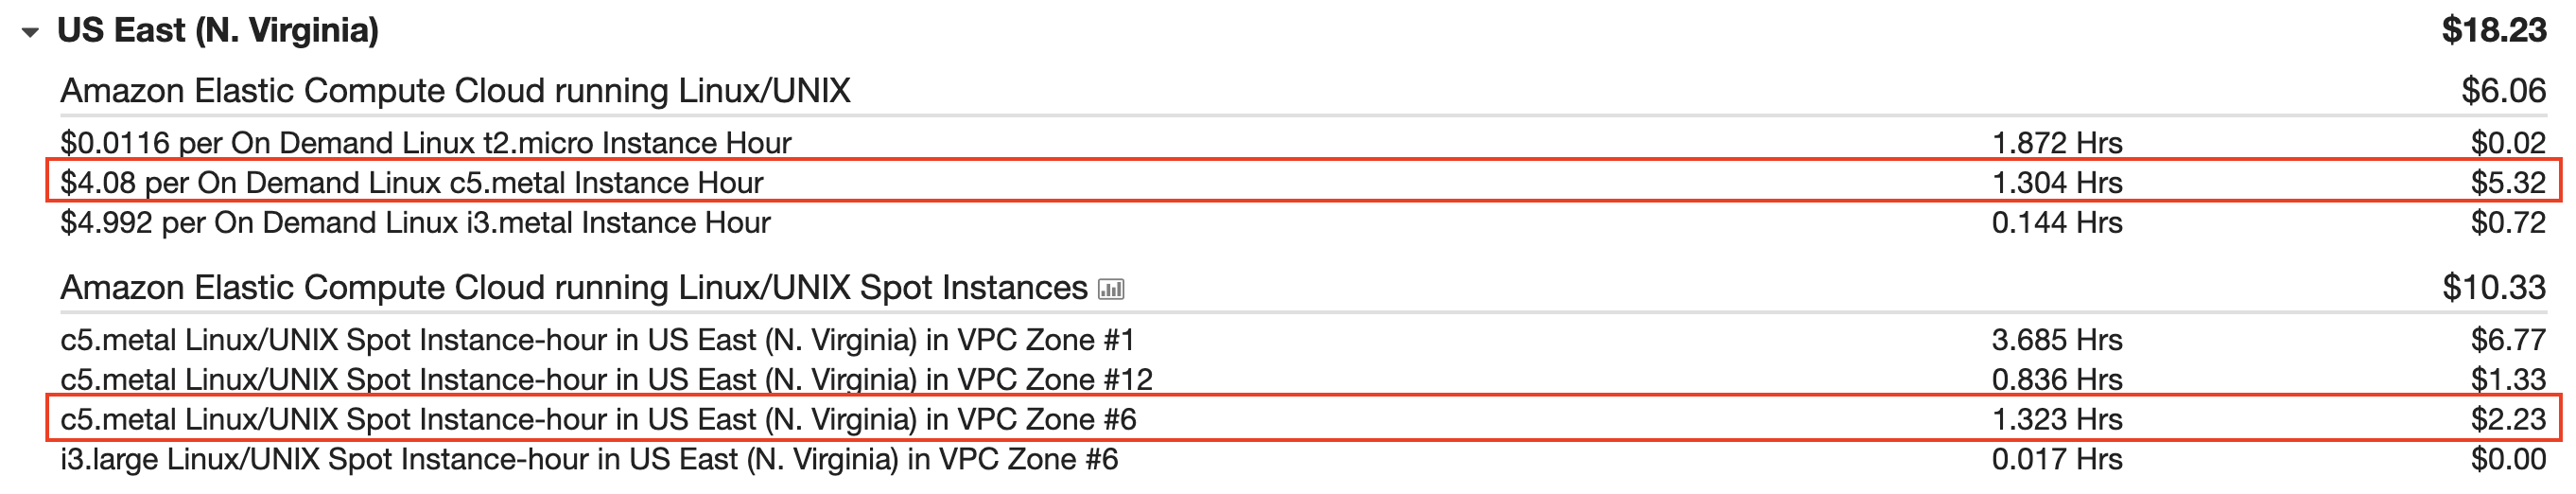 US East (N. Virginia) $18.23
Amazon Elastic Compute Cloud running Linux/UNIX $6.06
$0.0116 per On Demand Linux t2.micro Instance Hour 1.872 Hrs $0.02
$4.08 per On Demand Linux c5.metal Instance Hour 1.304 Hrs $5.32
$4.992 per On Demand Linux i3.metal Instance Hour 0.144 Hrs $0.72
Amazon Elastic Compute Cloud running Linux/UNIX Spot Instances $10.33
c5.metal Linux/UNIX Spot Instance-hour in US East (N. Virginia) in VPC Zone #1 3.685 Hrs $6.77
c5.metal Linux/UNIX Spot Instance-hour in US East (N. Virginia) in VPC Zone #12 0.836 Hrs $1.33
c5.metal Linux/UNIX Spot Instance-hour in US East (N. Virginia) in VPC Zone #6 1.323 Hrs $2.23
i3.large Linux/UNIX Spot Instance-hour in US East (N. Virginia) in VPC Zone #6 0.017 Hrs $0.00